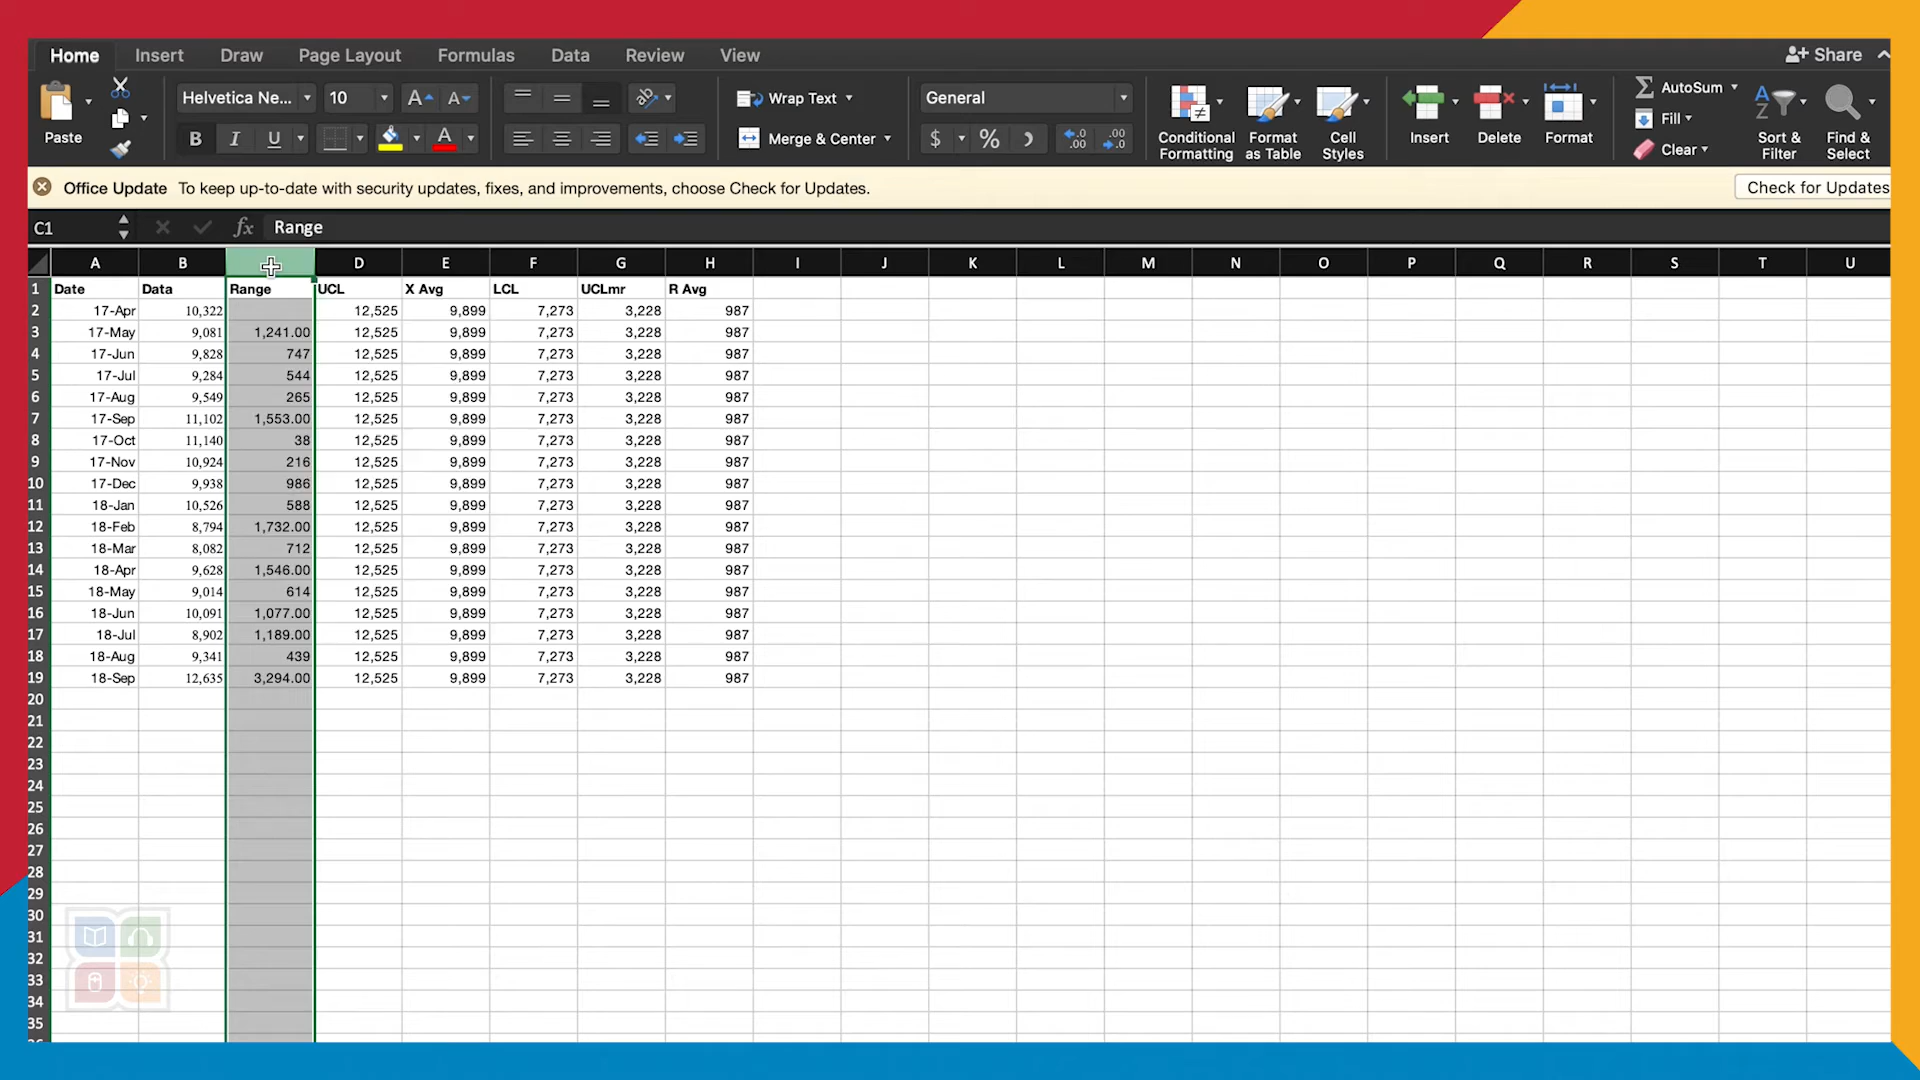 Home Insert Draw Page Layout Formulas Data Review View Share
Paste Helvetica Ne... 10 A A Wrap Text General Conditional Formatting Format as Table Cell Styles Insert Delete Format AutoSum Sort & Filter Find & Select
B I U A Merge & Center $ % .0 .00 .00 .0 Fill
Clear
Office Update To keep up-to-date with security updates, fixes, and improvements, choose Check for Updates. Check for Updates
C1 fx Range
A B D E F G H I J K L M N O P Q R S T U
1 Date Data Range UCL X Avg LCL UCLmr R Avg
2 17-Apr 10,322 12,525 9,899 7,273 3,228 987
3 17-May 9,081 1,241.00 12,525 9,899 7,273 3,228 987
4 17-Jun 9,828 747 12,525 9,899 7,273 3,228 987
5 17-Jul 9,284 544 12,525 9,899 7,273 3,228 987
6 17-Aug 9,549 265 12,525 9,899 7,273 3,228 987
7 17-Sep 11,102 1,553.00 12,525 9,899 7,273 3,228 987
8 17-Oct 11,140 38 12,525 9,899 7,273 3,228 987
9 17-Nov 10,924 216 12,525 9,899 7,273 3,228 987
10 17-Dec 9,938 986 12,525 9,899 7,273 3,228 987
11 18-Jan 10,526 588 12,525 9,899 7,273 3,228 987
12 18-Feb 8,794 1,732.00 12,525 9,899 7,273 3,228 987
13 18-Mar 8,082 712 12,525 9,899 7,273 3,228 987
14 18-Apr 9,628 1,546.00 12,525 9,899 7,273 3,228 987
15 18-May 9,014 614 12,525 9,899 7,273 3,228 987
16 18-Jun 10,091 1,077.00 12,525 9,899 7,273 3,228 987
17 18-Jul 8,902 1,189.00 12,525 9,899 7,273 3,228 987
18 18-Aug 9,341 439 12,525 9,899 7,273 3,228 987
19 18-Sep 12,635 3,294.00 12,525 9,899 7,273 3,228 987
20
21
22
23
24
25
26
27
28
29
30
31
32
33
34
35